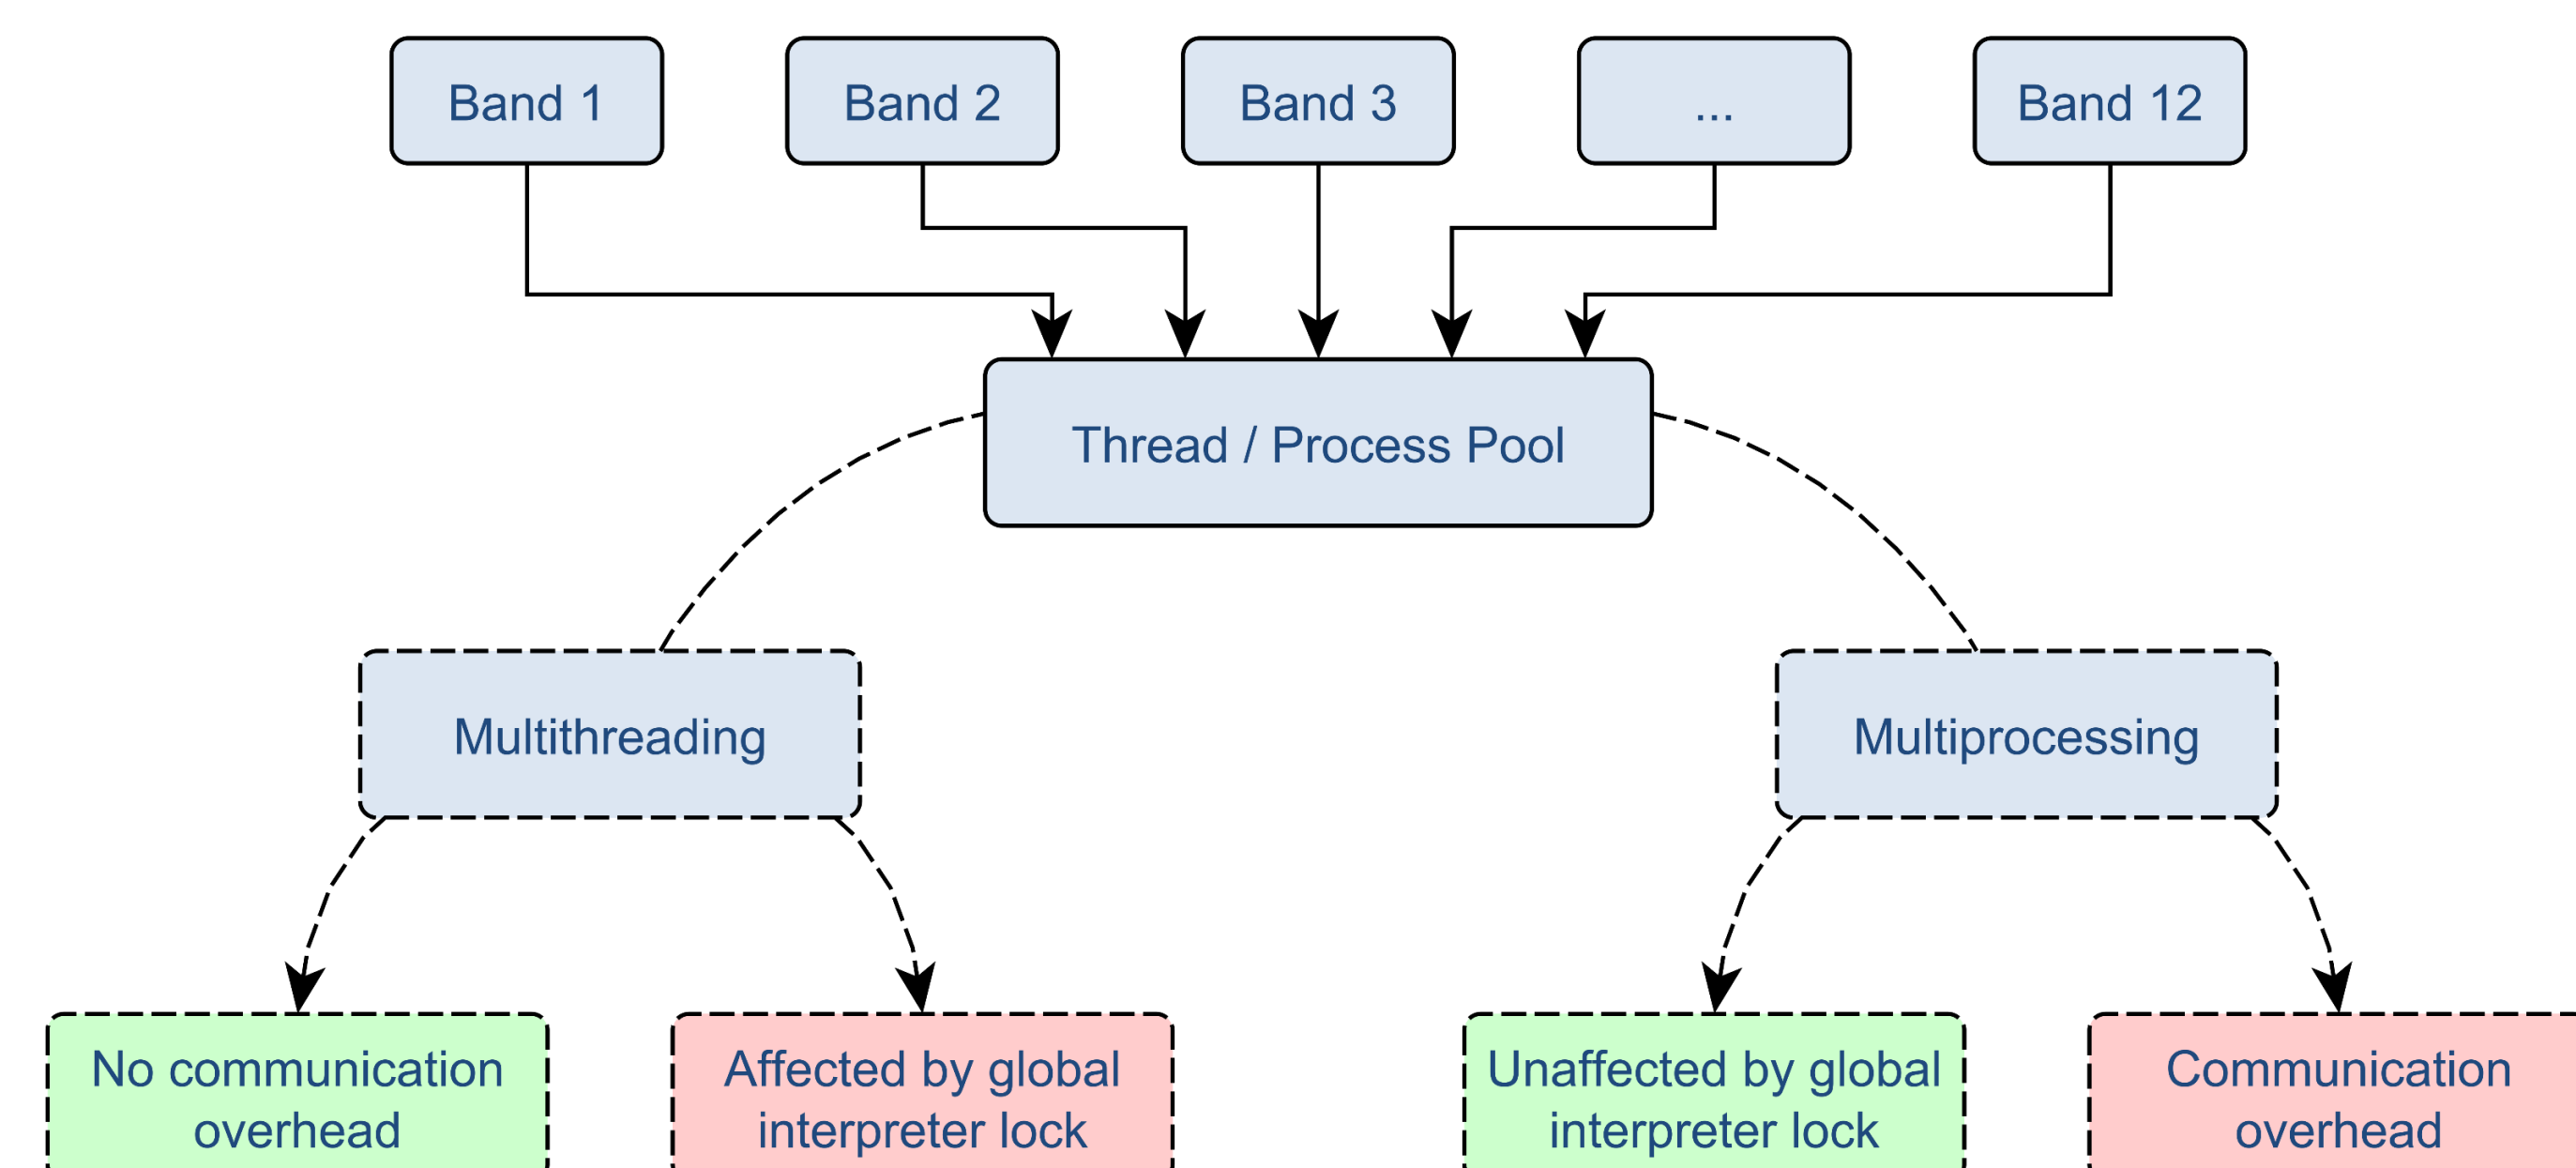 Band 1
Band 2
Band 3
...
Band 12
Thread / Process Pool
Multithreading
Multiprocessing
No communication
overhead
Affected by global
interpreter lock
Unaffected by global
interpreter lock
Communication
overhead